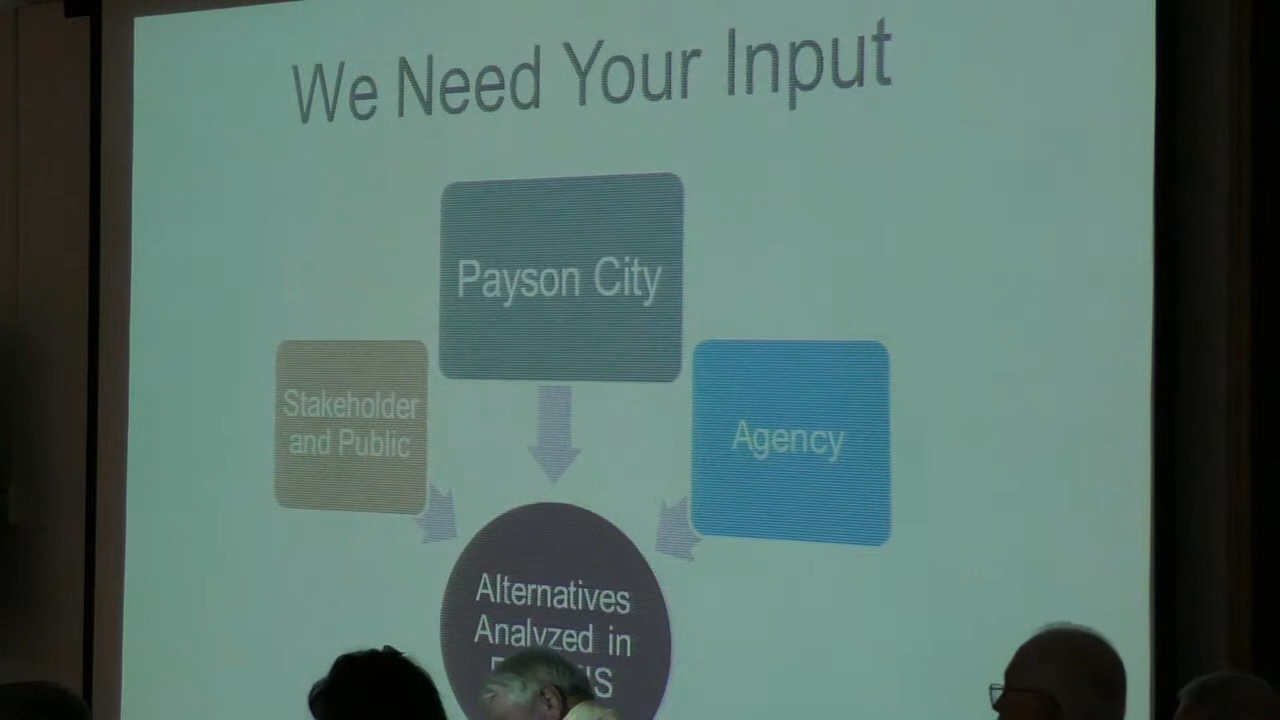 We Need Your Input
Payson City
Stakeholder
and Public
Agency
Alternatives
Analyzed in